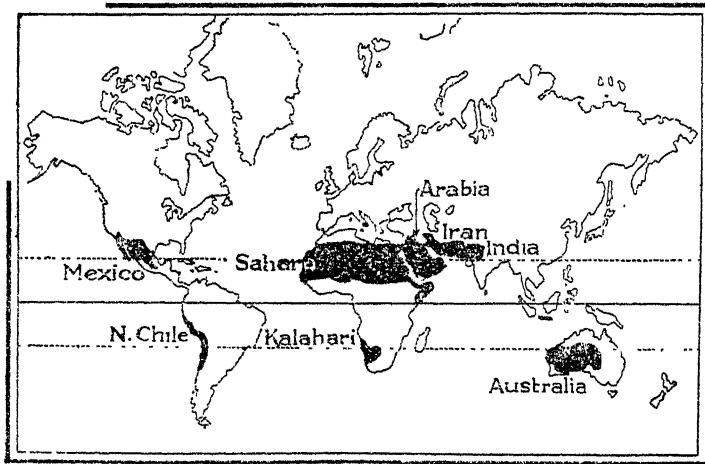 Arabia
Iran
India
Sahara
Mexico
N. Chile
Kalahari
Australia